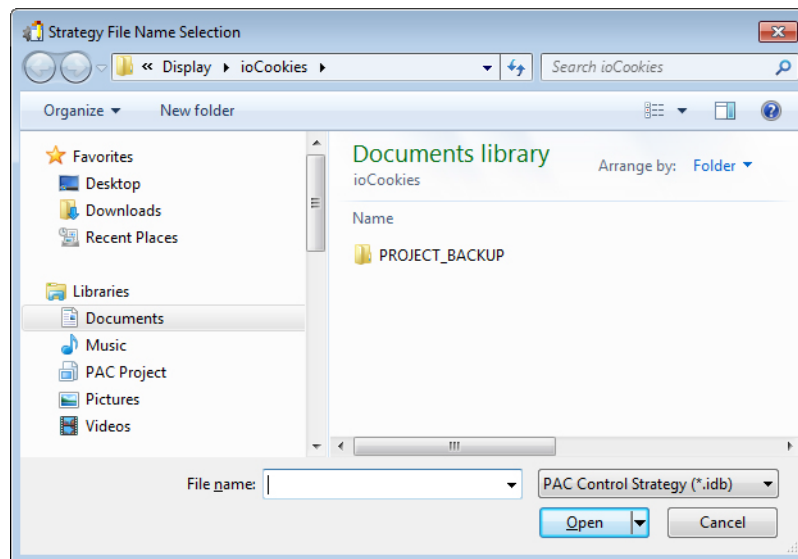 Strategy File Name Selection
« Display ioCookies
Search ioCookies
Organize New folder
Favorites
Desktop
Downloads
Recent Places
Libraries
Documents
Music
PAC Project
Pictures
Videos
Documents library
ioCookies
Arrange by: Folder
Name
PROJECT_BACKUP
File name:
PAC Control Strategy (*.idb)
Open
Cancel